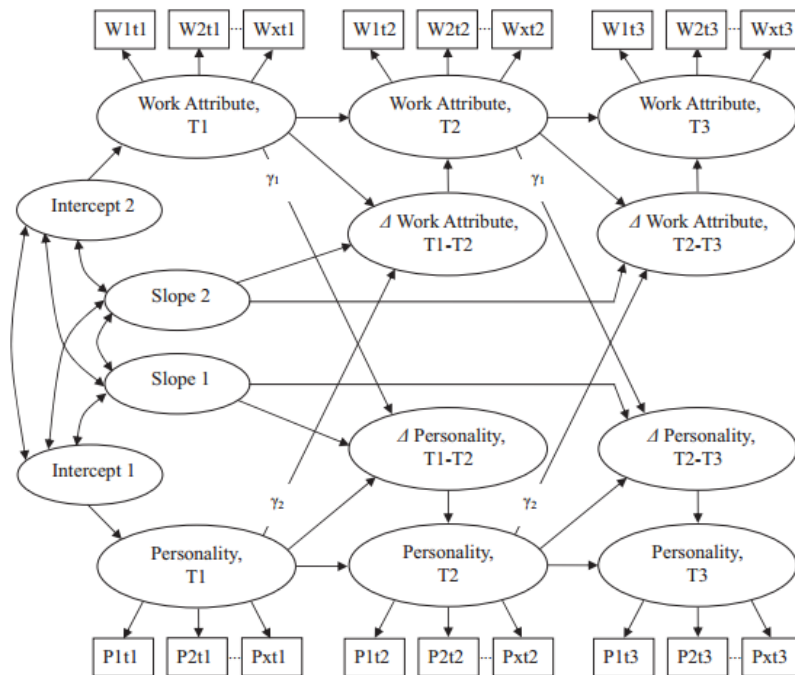 W1t1 W2t1 ... Wxt1 W1t2 W2t2 ... Wxt2 W1t3 W2t3 ... Wxt3
Work Attribute,
T1
Work Attribute,
T2
Work Attribute,
T3
γ₁
γ₁
Intercept 2
Δ Work Attribute,
T1-T2
Δ Work Attribute,
T2-T3
Slope 2
Slope 1
Δ Personality,
T1-T2
Δ Personality,
T2-T3
Intercept 1
γ₂
γ₂
Personality,
T1
Personality,
T2
Personality,
T3
P1t1 P2t1 ... Pxt1 P1t2 P2t2 ... Pxt2 P1t3 P2t3 ... Pxt3